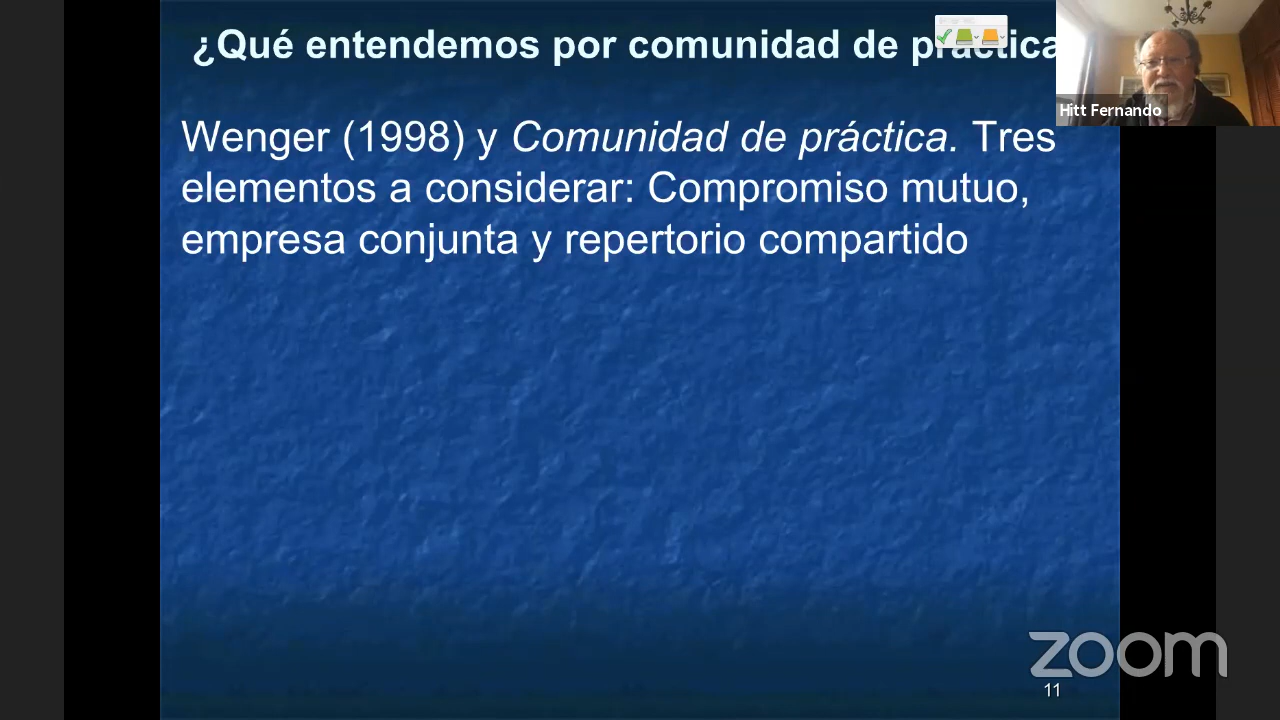 ¿Qué entendemos por comunidad de práctica
Hitt Fernando
Wenger (1998) y Comunidad de práctica. Tres
elementos a considerar: Compromiso mutuo,
empresa conjunta y repertorio compartido
zoom
11